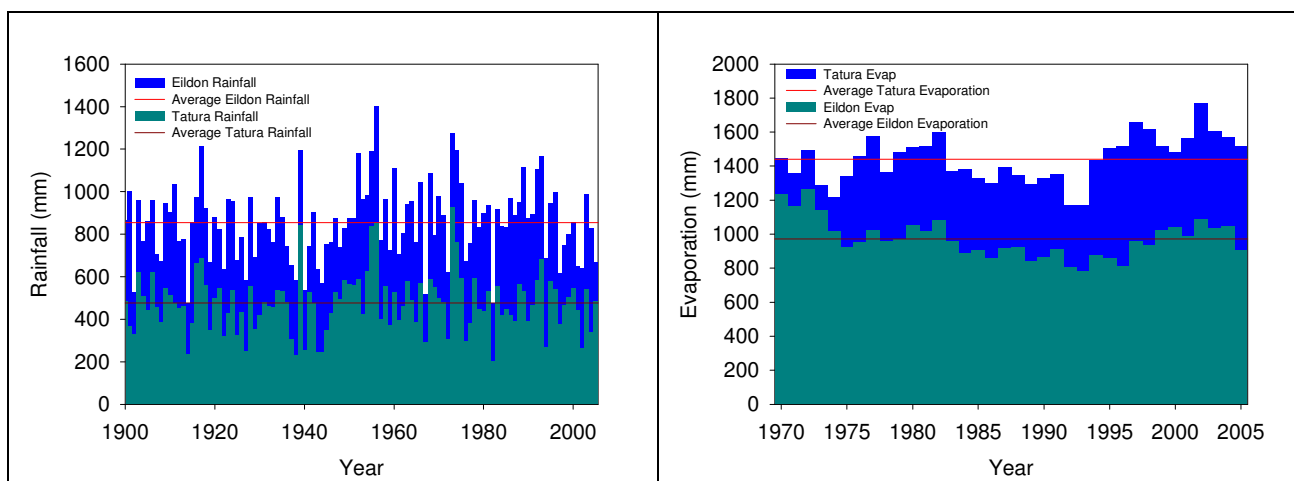 1600
1400
1200
1000
800
600
400
200
0
Rainfall (mm)
Eildon Rainfall
Average Eildon Rainfall
Tatura Rainfall
Average Tatura Rainfall
1900 1920 1940 1960 1980 2000
Year
2000
1800
1600
1400
1200
1000
800
600
400
200
0
Evaporation (mm)
Tatura Evap
Average Tatura Evaporation
Eildon Evap
Average Eildon Evaporation
1970 1975 1980 1985 1990 1995 2000 2005
Year